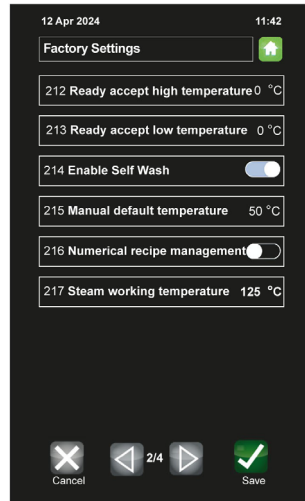 12 Apr 2024 11:42
Factory Settings
212 Ready accept high temperature 0 °C
213 Ready accept low temperature 0 °C
214 Enable Self Wash
215 Manual default temperature 50 °C
216 Numerical recipe management
217 Steam working temperature 125 °C
2/4
Cancel Save